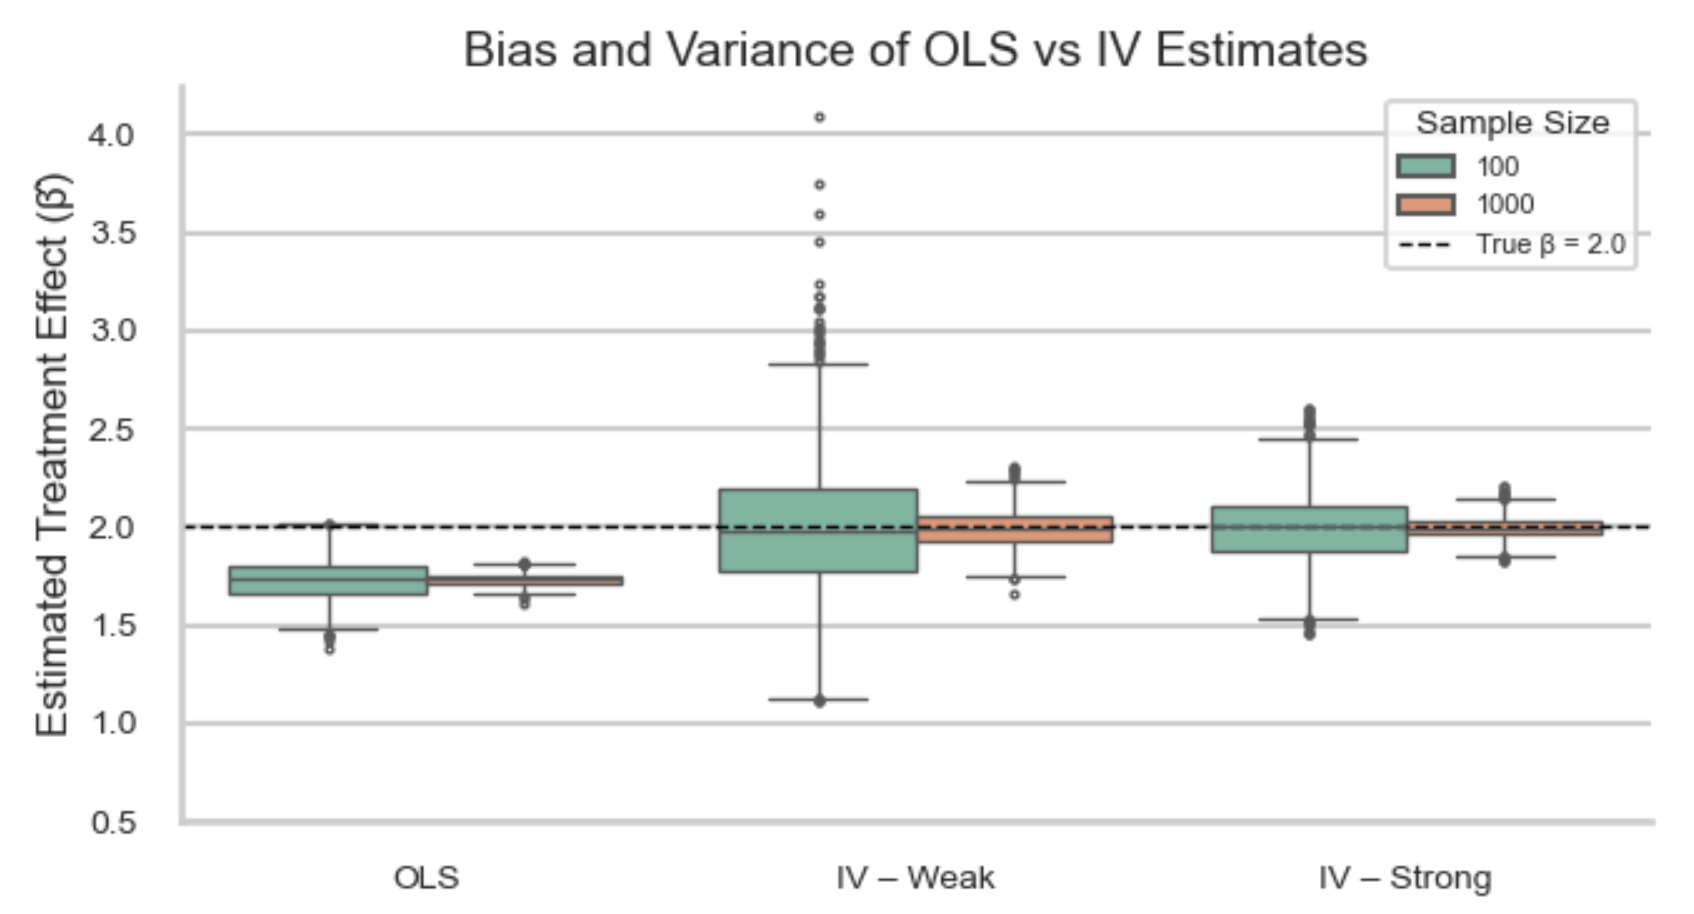 Bias and Variance of OLS vs IV Estimates
Estimated Treatment Effect (β̂)
4.0
3.5
3.0
2.5
2.0
1.5
1.0
0.5
Sample Size
100
1000
True β = 2.0
OLS
IV – Weak
IV – Strong